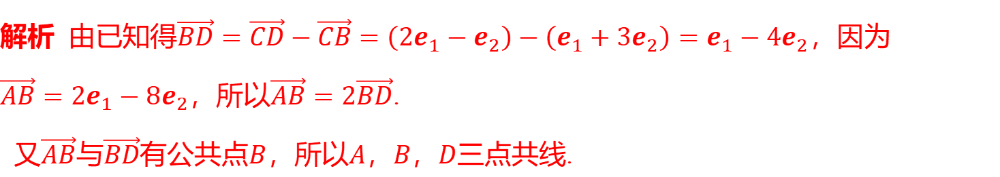 解析 由已知得$\overrightarrow{BD}=\overrightarrow{CD}-\overrightarrow{CB}=(2\boldsymbol{e}_1-\boldsymbol{e}_2)-(\boldsymbol{e}_1+3\boldsymbol{e}_2)=\boldsymbol{e}_1-4\boldsymbol{e}_2$，因为
$\overrightarrow{AB}=2\boldsymbol{e}_1-8\boldsymbol{e}_2$，所以$\overrightarrow{AB}=2\overrightarrow{BD}$.
又$\overrightarrow{AB}$与$\overrightarrow{BD}$有公共点$B$，所以$A$，$B$，$D$三点共线.